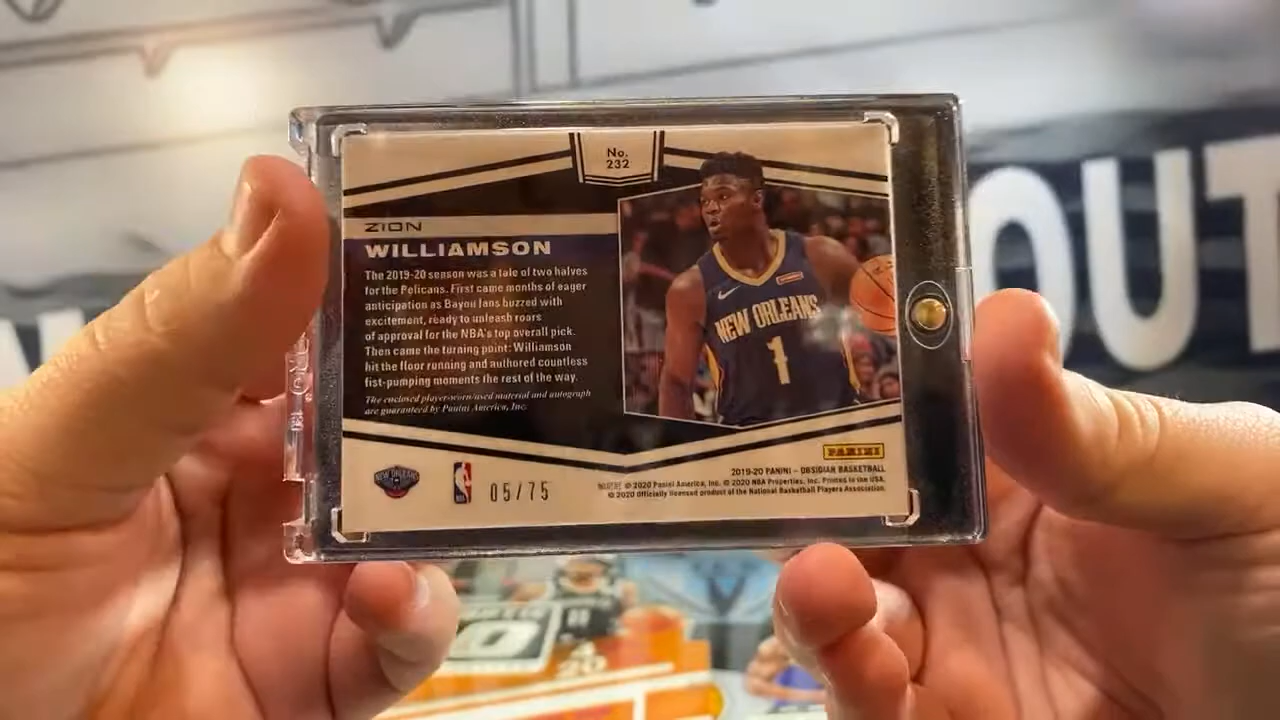 No.
232
ZION
WILLIAMSON
The 2019-20 season was a tale of two halves
for the Pelicans. First came months of eager
anticipation as Bayou fans buzzed with
excitement, ready to unleash roars
of approval for the NBA's top overall pick.
Then came the turning point: Williamson
hit the floor running and authored countless
fist-pumping moments the rest of the way.
The enclosed player-worn/used material and autograph
are guaranteed by Panini America, Inc.
NEW ORLEANS
1
PANINI
2019-20 PANINI – OBSIDIAN BASKETBALL
© 2020 Panini America, Inc. © 2020 NBA Properties, Inc. Printed in the USA.
© 2020 Officially licensed product of the National Basketball Players Association.
NEW ORLEANS
05/75
OUT